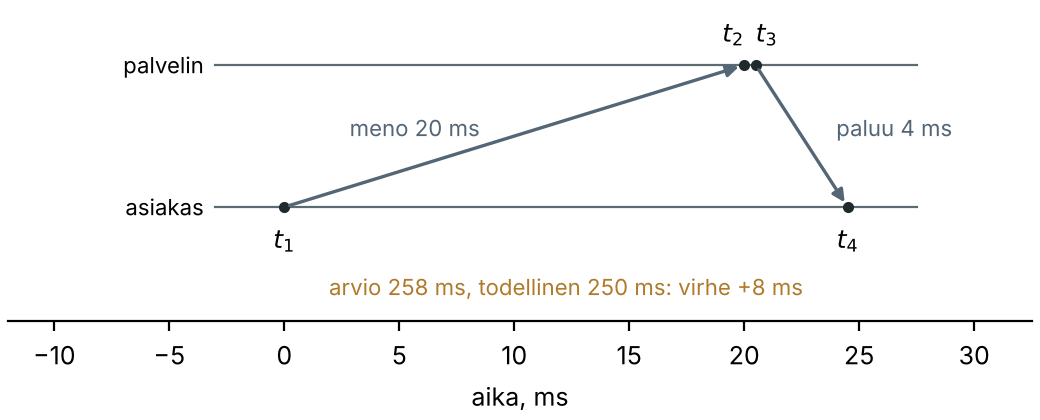 t₂ t₃
palvelin
meno 20 ms
paluu 4 ms
asiakas
t₁
t₄
arvio 258 ms, todellinen 250 ms: virhe +8 ms
−10 −5 0 5 10 15 20 25 30
aika, ms